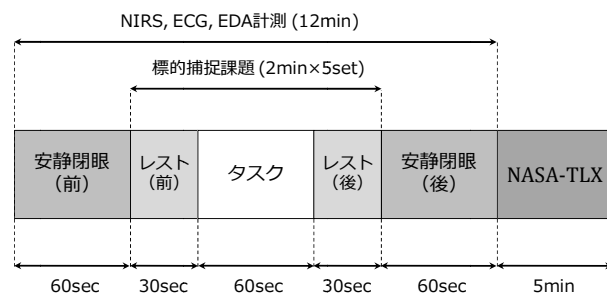 NIRS, ECG, EDA計測 (12min)
標的捕捉課題 (2min×5set)
安静閉眼
(前)
レスト
(前)
タスク
レスト
(後)
安静閉眼
(後)
NASA-TLX
60sec
30sec
60sec
30sec
60sec
5min